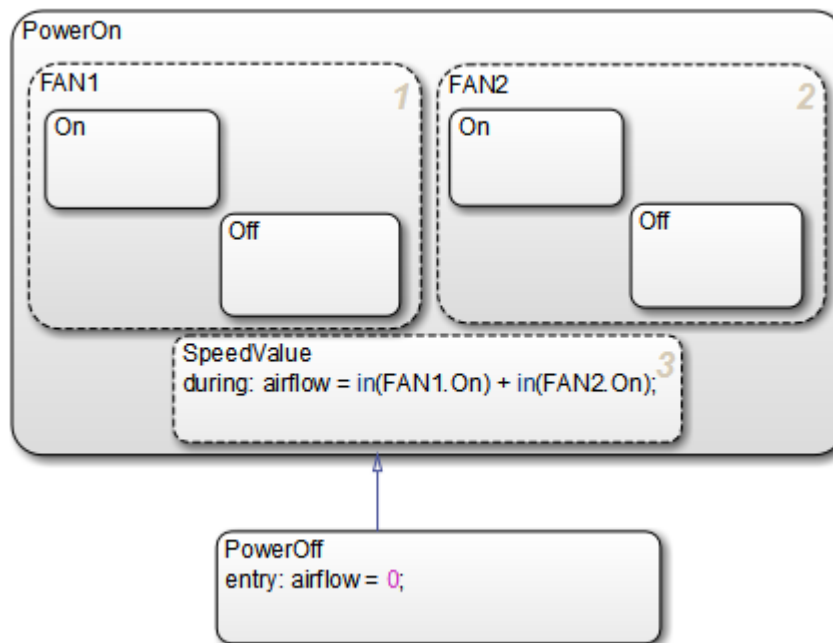 PowerOn
FAN1
1
On
Off
FAN2
2
On
Off
SpeedValue
3
during: airflow = in(FAN1.On) + in(FAN2.On);
PowerOff
entry: airflow = 0;